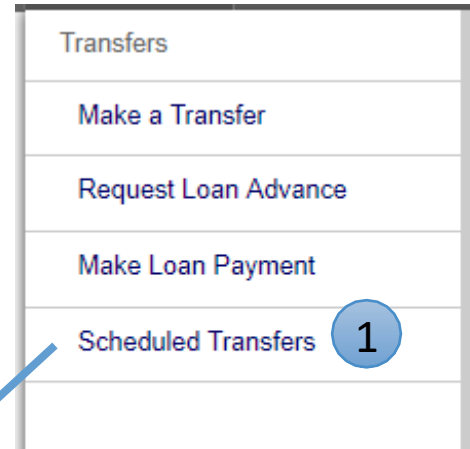 Transfers
Make a Transfer
Request Loan Advance
Make Loan Payment
Scheduled Transfers 1